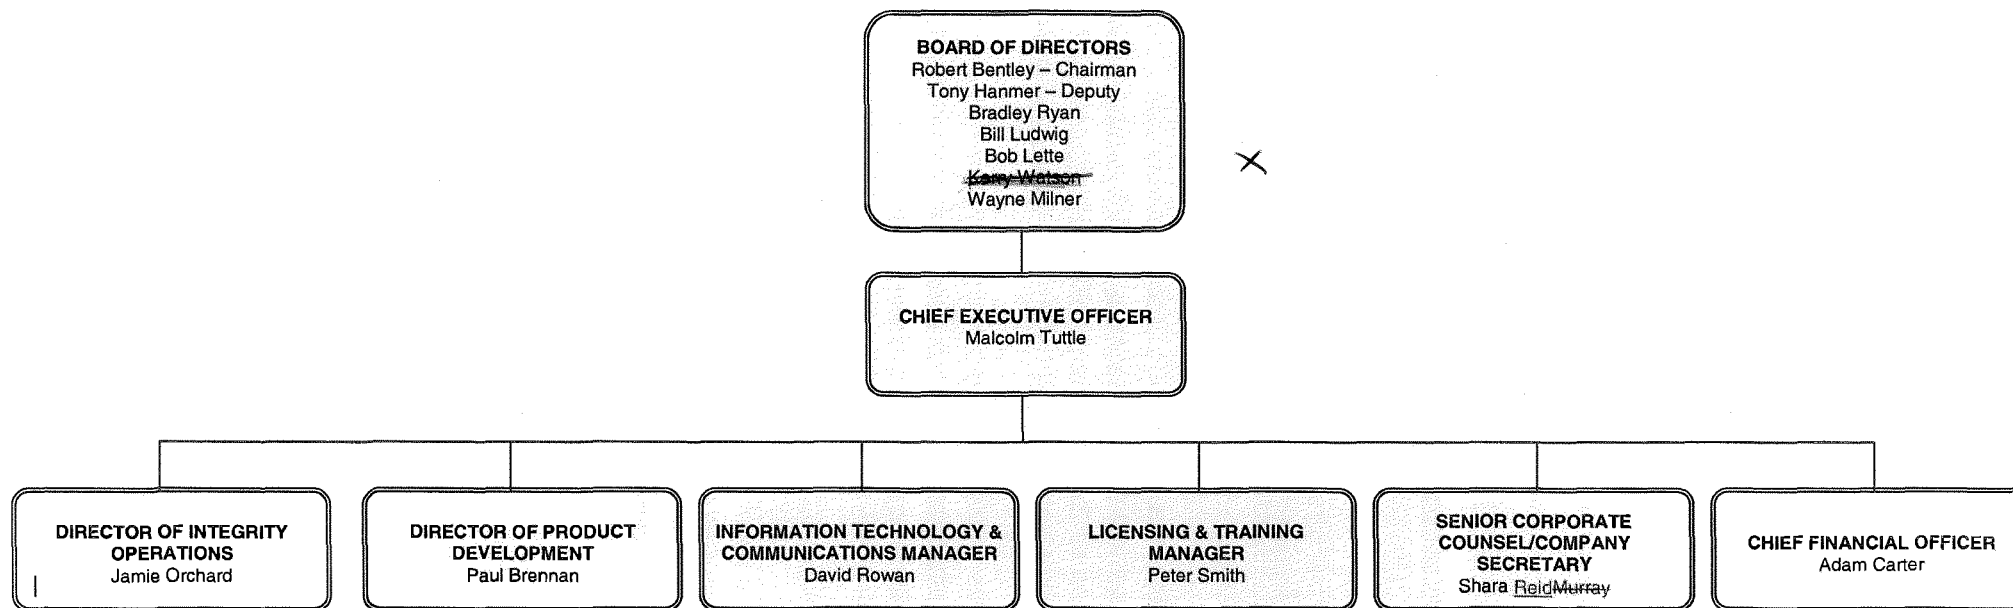 BOARD OF DIRECTORS
Robert Bentley – Chairman
Tony Hanmer – Deputy
Bradley Ryan
Bill Ludwig
Bob Lette
Kerry Watson
Wayne Milner
CHIEF EXECUTIVE OFFICER
Malcolm Tuttle
DIRECTOR OF INTEGRITY
OPERATIONS
Jamie Orchard
DIRECTOR OF PRODUCT
DEVELOPMENT
Paul Brennan
INFORMATION TECHNOLOGY &
COMMUNICATIONS MANAGER
David Rowan
LICENSING & TRAINING
MANAGER
Peter Smith
SENIOR CORPORATE
COUNSEL/COMPANY
SECRETARY
Shara ReidMurray
CHIEF FINANCIAL OFFICER
Adam Carter